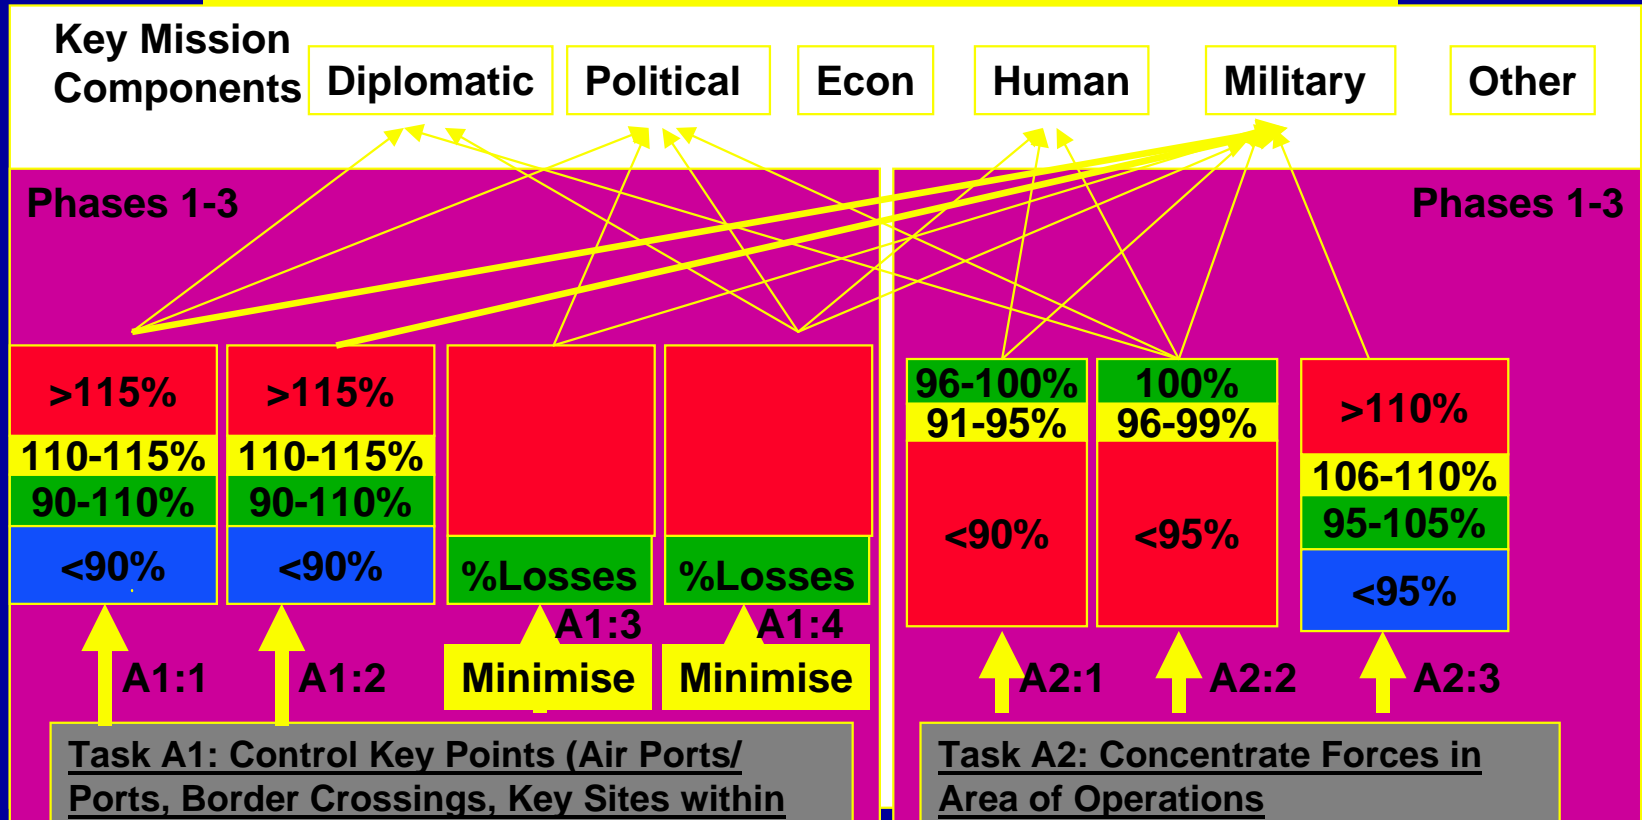 Key Mission
Components
Diplomatic
Political
Econ
Human
Military
Other
Phases 1-3
Phases 1-3
>115%
110-115%
90-110%
<90%
>115%
110-115%
90-110%
<90%
%Losses
%Losses
96-100%
91-95%
<90%
100%
96-99%
<95%
>110%
106-110%
95-105%
<95%
A1:1
A1:2
A1:3
Minimise
A1:4
Minimise
A2:1
A2:2
A2:3
Task A1: Control Key Points (Air Ports/
Ports, Border Crossings, Key Sites within
Task A2: Concentrate Forces in
Area of Operations